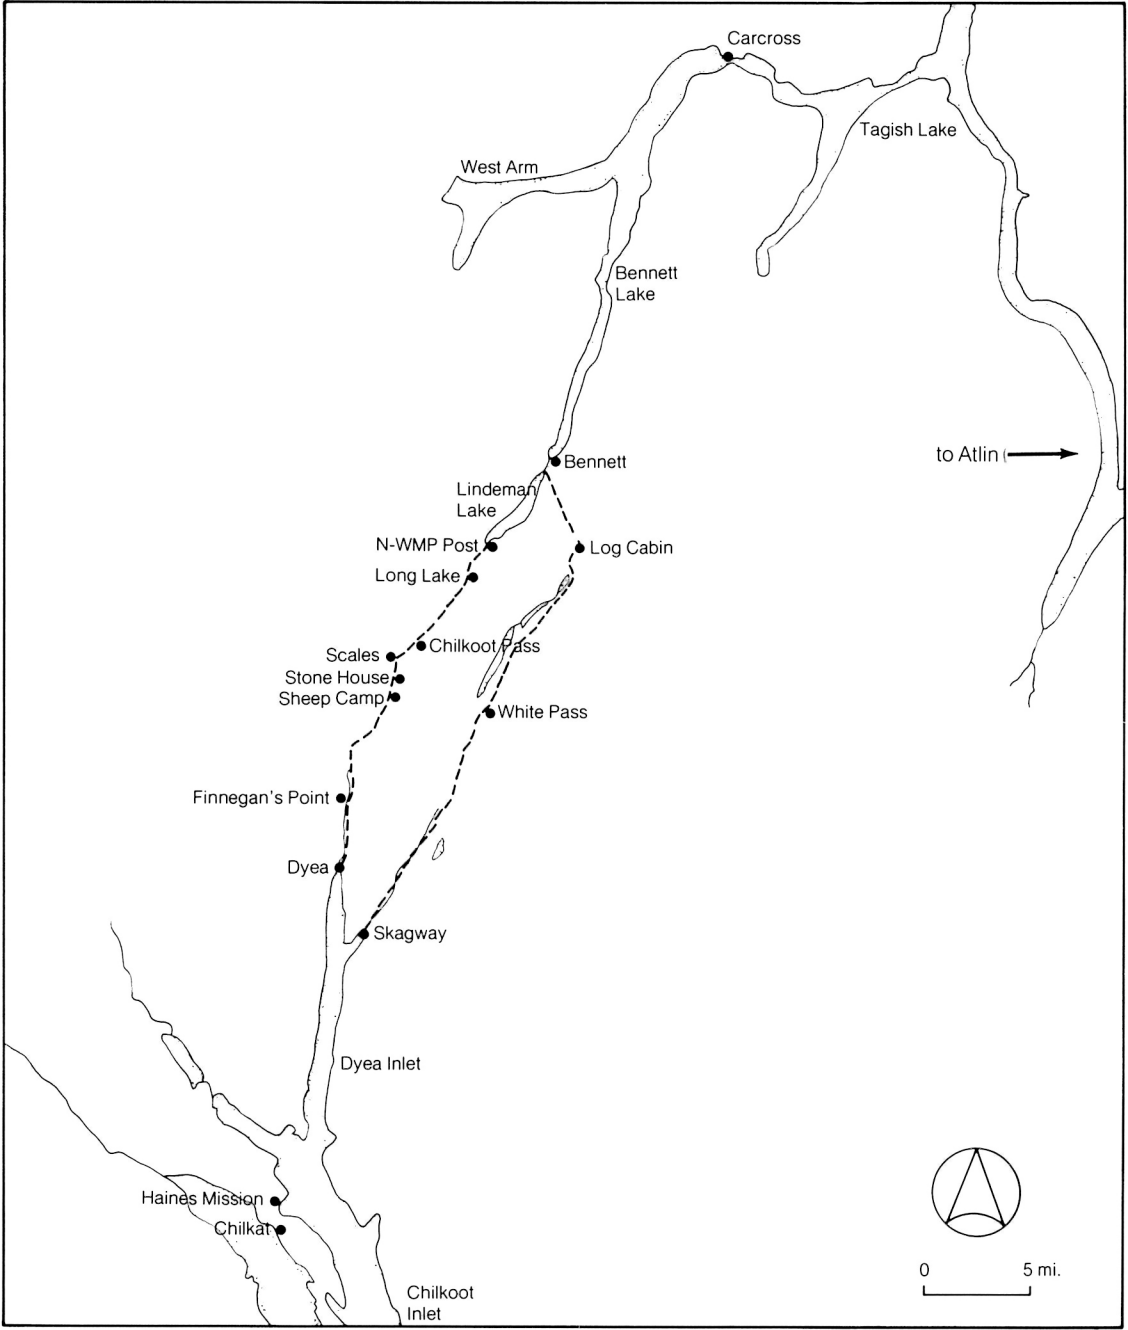 Carcross
Tagish Lake
West Arm
Bennett
Lake
to Atlin
Bennett
Lindeman
Lake
N-WMP Post
Log Cabin
Long Lake
Chilkoot Pass
Scales
Stone House
Sheep Camp
White Pass
Finnegan's Point
Dyea
Skagway
Dyea Inlet
Haines Mission
Chilkat
0 5 mi.
Chilkoot
Inlet